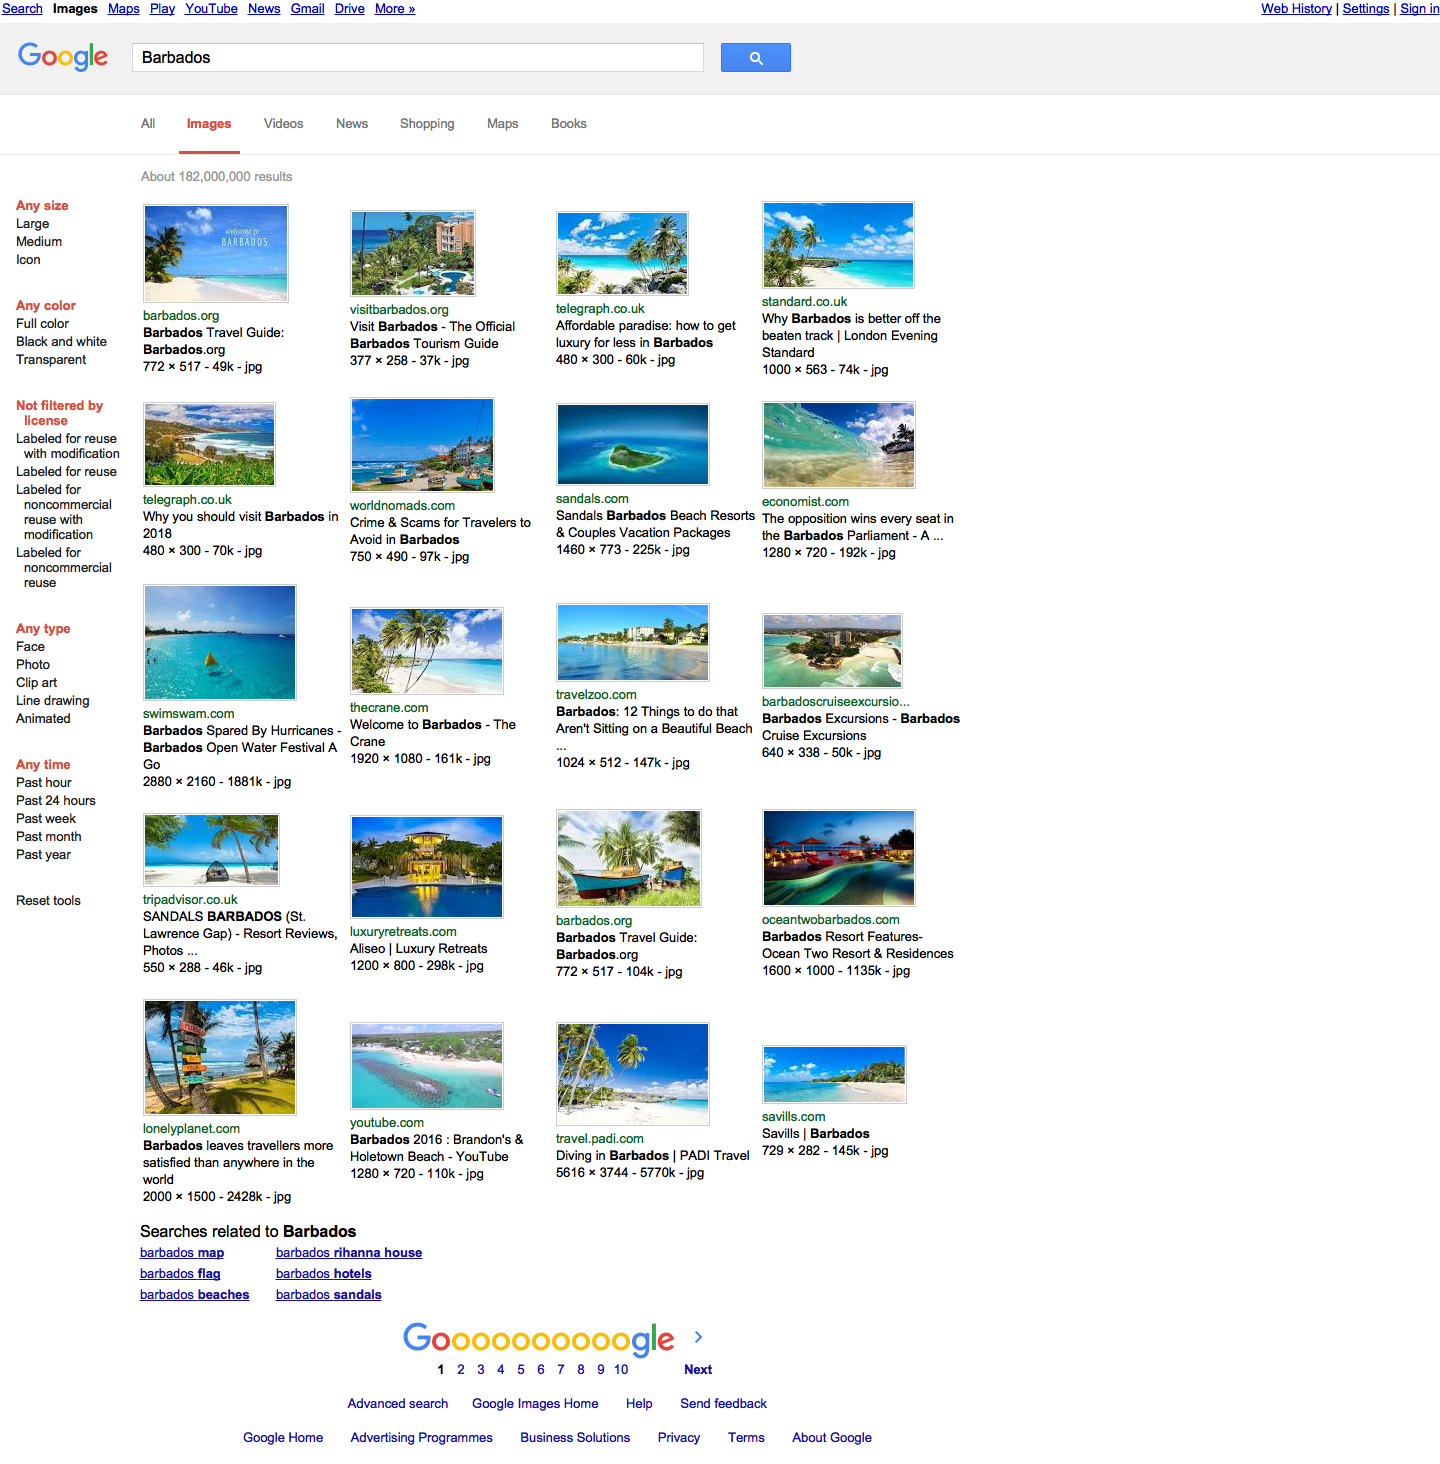 Search Images Maps Play YouTube News Gmail Drive More »
Web History | Settings | Sign in
Google
Barbados
All Images Videos News Shopping Maps Books
About 182,000,000 results
Any size
Large
Medium
Icon
Any color
Full color
Black and white
Transparent
Not filtered by
license
Labeled for reuse
with modification
Labeled for reuse
Labeled for
noncommercial
reuse with
modification
Labeled for
noncommercial
reuse
Any type
Face
Photo
Clip art
Line drawing
Animated
Any time
Past hour
Past 24 hours
Past week
Past month
Past year
Reset tools
welcome to
BARBADOS
barbados.org
Barbados Travel Guide:
Barbados.org
772 × 517 - 49k - jpg
visitbarbados.org
Visit Barbados - The Official
Barbados Tourism Guide
377 × 258 - 37k - jpg
telegraph.co.uk
Affordable paradise: how to get
luxury for less in Barbados
480 × 300 - 60k - jpg
standard.co.uk
Why Barbados is better off the
beaten track | London Evening
Standard
1000 × 563 - 74k - jpg
telegraph.co.uk
Why you should visit Barbados in
2018
480 × 300 - 70k - jpg
worldnomads.com
Crime & Scams for Travelers to
Avoid in Barbados
750 × 490 - 97k - jpg
sandals.com
Sandals Barbados Beach Resorts
& Couples Vacation Packages
1460 × 773 - 225k - jpg
economist.com
The opposition wins every seat in
the Barbados Parliament - A ...
1280 × 720 - 192k - jpg
swimswam.com
Barbados Spared By Hurricanes -
Barbados Open Water Festival A
Go
2880 × 2160 - 1881k - jpg
thecrane.com
Welcome to Barbados - The
Crane
1920 × 1080 - 161k - jpg
travelzoo.com
Barbados: 12 Things to do that
Aren't Sitting on a Beautiful Beach
...
1024 × 512 - 147k - jpg
barbadoscruiseexcursio...
Barbados Excursions - Barbados
Cruise Excursions
640 × 338 - 50k - jpg
tripadvisor.co.uk
SANDALS BARBADOS (St.
Lawrence Gap) - Resort Reviews,
Photos ...
550 × 288 - 46k - jpg
luxuryretreats.com
Aliseo | Luxury Retreats
1200 × 800 - 298k - jpg
barbados.org
Barbados Travel Guide:
Barbados.org
772 × 517 - 104k - jpg
oceantwobarbados.com
Barbados Resort Features-
Ocean Two Resort & Residences
1600 × 1000 - 1135k - jpg
lonelyplanet.com
Barbados leaves travellers more
satisfied than anywhere in the
world
2000 × 1500 - 2428k - jpg
youtube.com
Barbados 2016 : Brandon's &
Holetown Beach - YouTube
1280 × 720 - 110k - jpg
travel.padi.com
Diving in Barbados | PADI Travel
5616 × 3744 - 5770k - jpg
savills.com
Savills | Barbados
729 × 282 - 145k - jpg
Searches related to Barbados
barbados map barbados rihanna house
barbados flag barbados hotels
barbados beaches barbados sandals
Goooooooooogle
1 2 3 4 5 6 7 8 9 10 Next
Advanced search Google Images Home Help Send feedback
Google Home Advertising Programmes Business Solutions Privacy Terms About Google